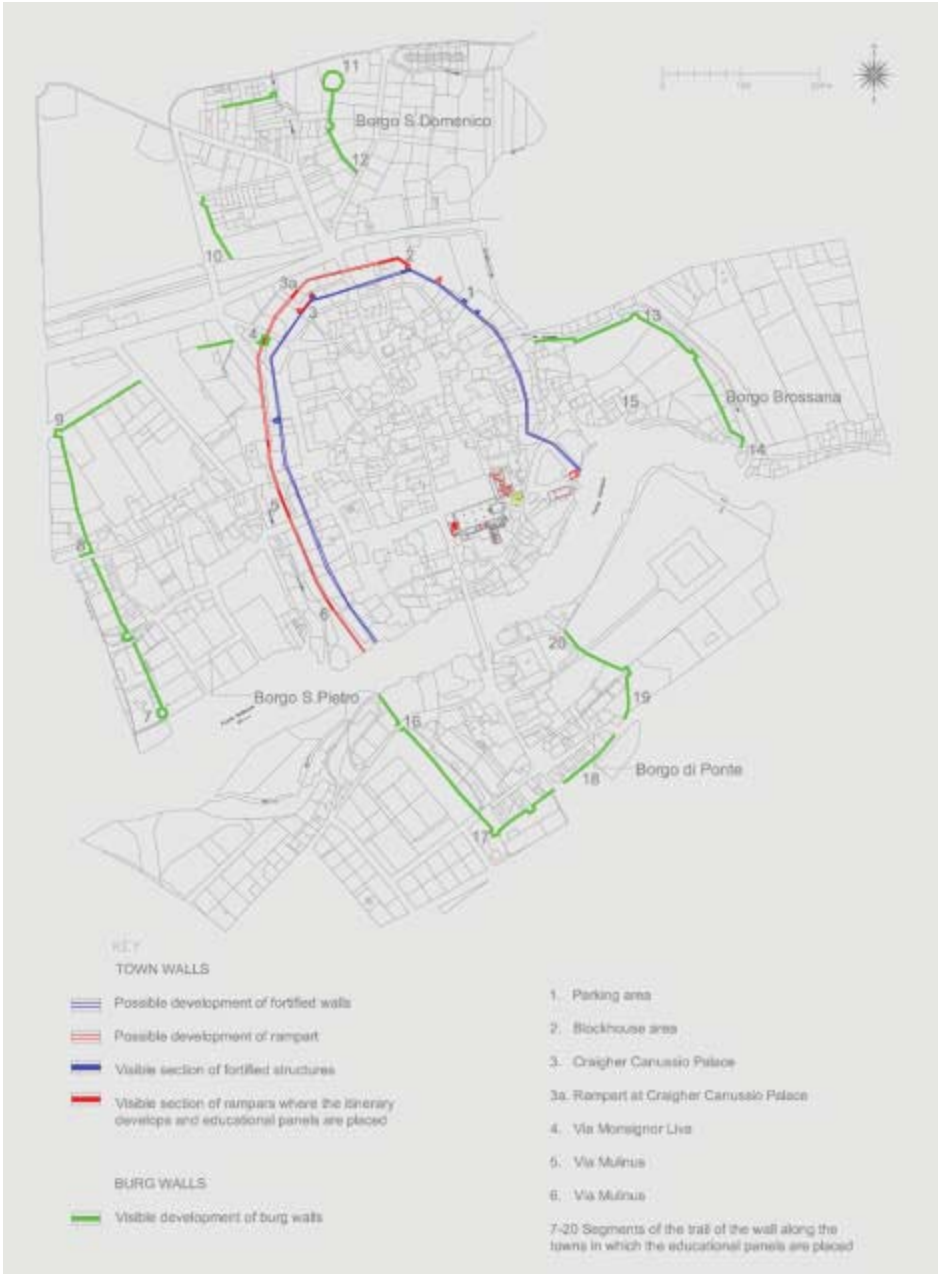 11
Borgo S.Domenico
12
10
2
3a
1
3
4
13
9
15
Borgo Brossana
14
5
8
6
20
Borgo S.Pietro
19
7
16
Borgo di Ponte
18
17
KEY
TOWN WALLS
Possible development of fortified walls
Possible development of rampart
Visible section of fortified structures
Visible section of rampars where the itinerary
develops and educational panels are placed
BURG WALLS
Visible development of burg walls
1. Parking area
2. Blockhouse area
3. Craigher Canussio Palace
3a. Rampart at Craigher Canussio Palace
4. Via Monsignor Liva
5. Via Mulinus
6. Via Mulinus
7-20 Segments of the trail of the wall along the
towns in which the educational panels are placed